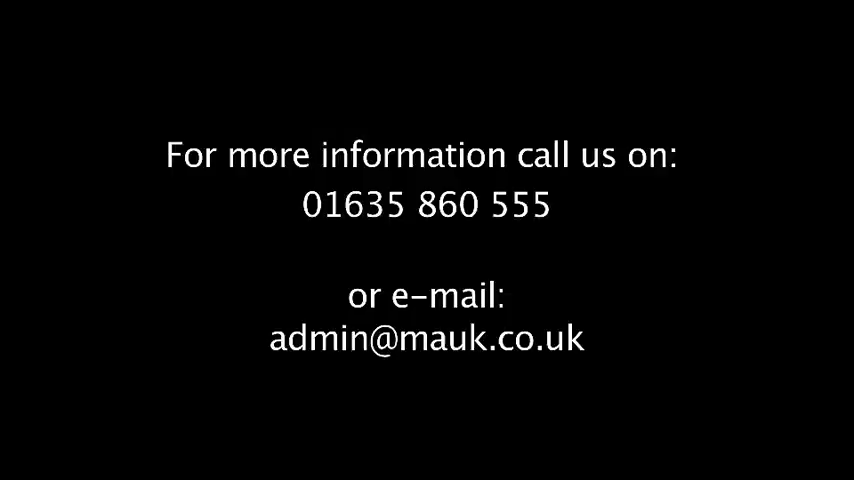 For more information call us on:
01635 860 555
or e-mail:
admin@mauk.co.uk